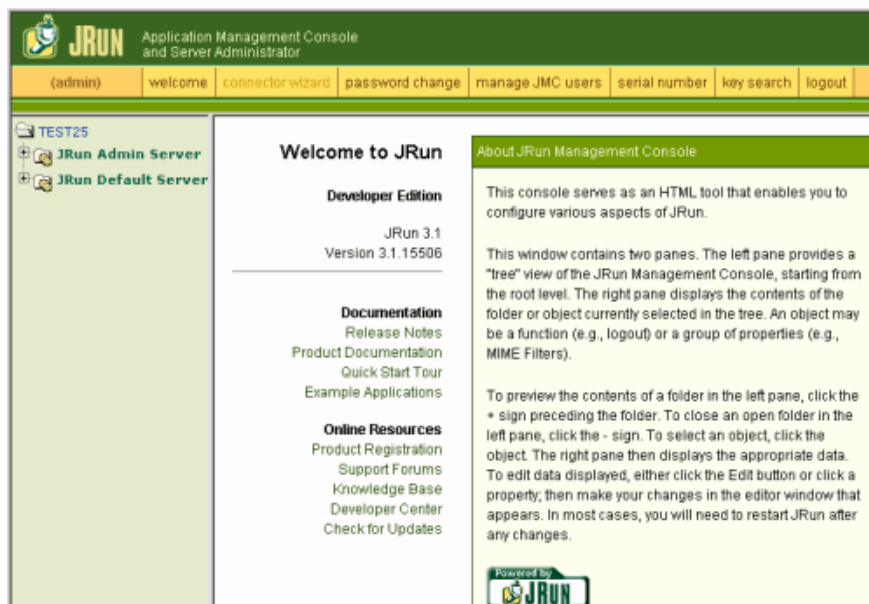 JRUN
Application Management Console
and Server Administrator
(admin)
welcome
connector wizard
password change
manage JMC users
serial number
key search
logout
TEST25
JRun Admin Server
JRun Default Server
Welcome to JRun
Developer Edition
JRun 3.1
Version 3.1.15506
Documentation
Release Notes
Product Documentation
Quick Start Tour
Example Applications
Online Resources
Product Registration
Support Forums
Knowledge Base
Developer Center
Check for Updates
About JRun Management Console
This console serves as an HTML tool that enables you to
configure various aspects of JRun.
This window contains two panes. The left pane provides a
"tree" view of the JRun Management Console, starting from
the root level. The right pane displays the contents of the
folder or object currently selected in the tree. An object may
be a function (e.g., logout) or a group of properties (e.g.,
MIME Filters).
To preview the contents of a folder in the left pane, click the
+ sign preceding the folder. To close an open folder in the
left pane, click the - sign. To select an object, click the
object. The right pane then displays the appropriate data.
To edit data displayed, either click the Edit button or click a
property; then make your changes in the editor window that
appears. In most cases, you will need to restart JRun after
any changes.
Powered by
JRUN